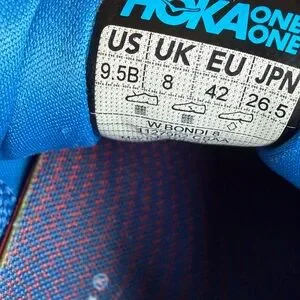 HOKA ONE ONE
US UK EU JPN
9.5B 8 42 26.5
W BONDI 8